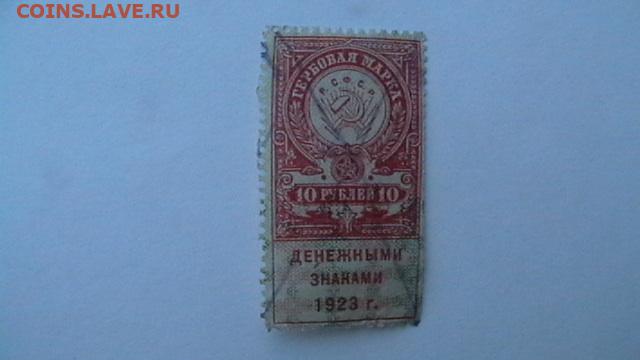 COINS.LAVE.RU
ГЕРБОВАЯ МАРКА
Р.С.Ф.С.Р.
10 РУБЛЕЙ 10
ДЕНЕЖНЫМИ
ЗНАКАМИ
1923 г.